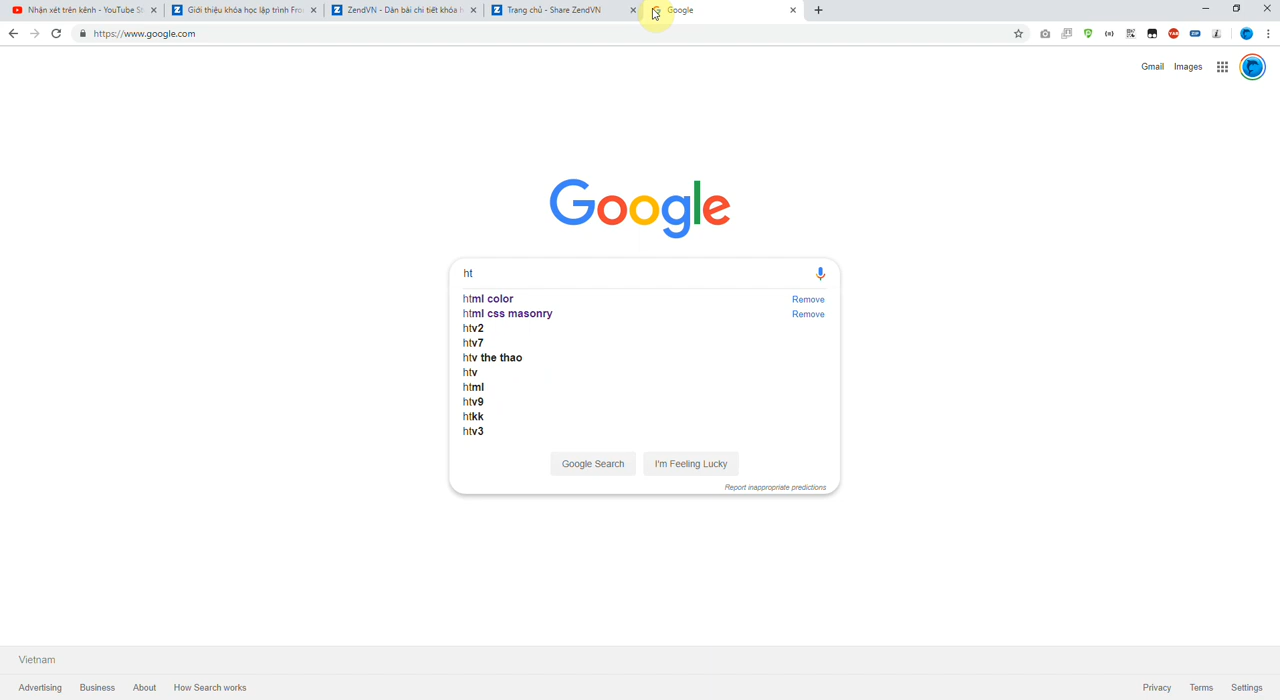 Nhận xét trên kênh - YouTube St
Giới thiệu khóa học lập trình Fro
ZendVN - Dàn bài chi tiết khóa h
Trang chủ - Share ZendVN
Google
https://www.google.com
Gmail
Images
Google
ht
html color
Remove
html css masonry
Remove
htv2
htv7
htv the thao
htv
html
htv9
htkk
htv3
Google Search
I'm Feeling Lucky
Report inappropriate predictions
Vietnam
Advertising
Business
About
How Search works
Privacy
Terms
Settings